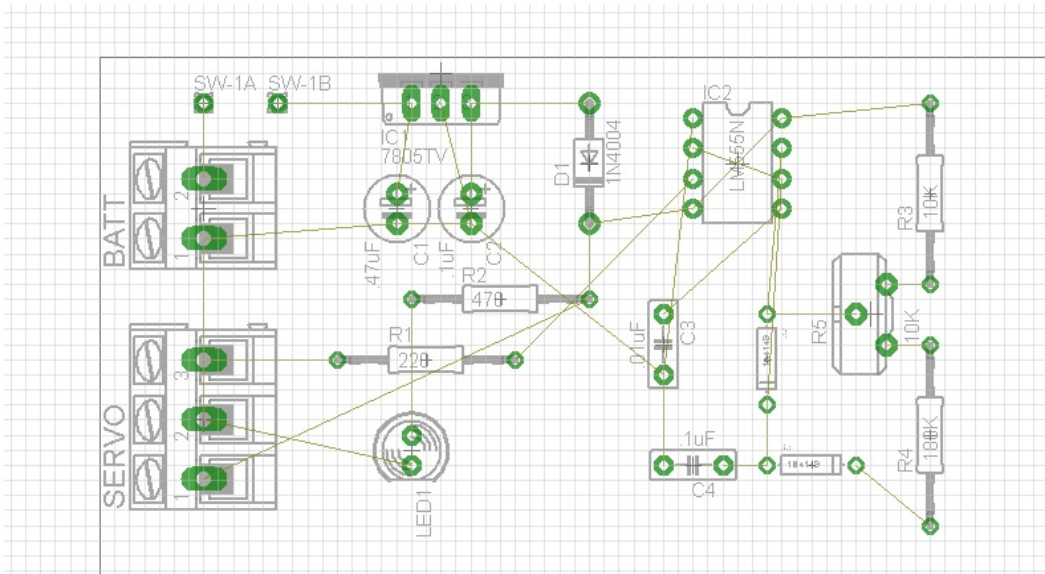 SW-1A SW-1B
IC1
7805TV
IC2
LM555N
D1
1N4004
BATT
2
1
.47uF
C1
.1uF
C2
R2
470
R1
220
R3
10K
R5
10K
.01uF
C3
SERVO
3
2
1
LED1
.1uF
C4
1N4149
R4
180K